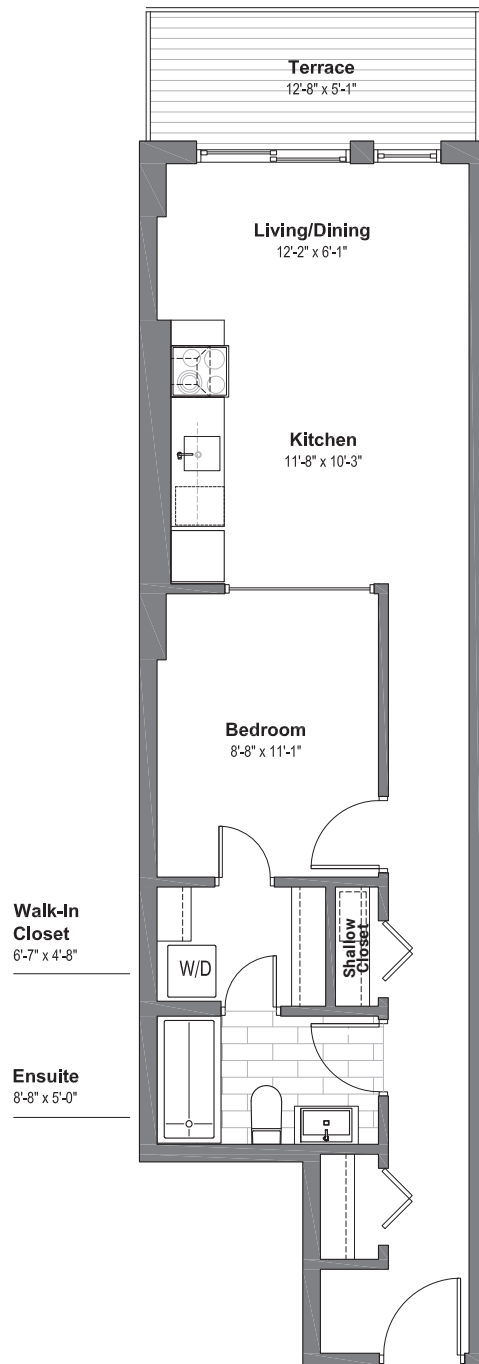 Terrace
12'-8" x 5'-1"
Living/Dining
12'-2" x 6'-1"
Kitchen
11'-8" x 10'-3"
Bedroom
8'-8" x 11'-1"
Walk-In
Closet
6'-7" x 4'-8"
W/D
Shallow
Closet
Ensuite
8'-8" x 5'-0"